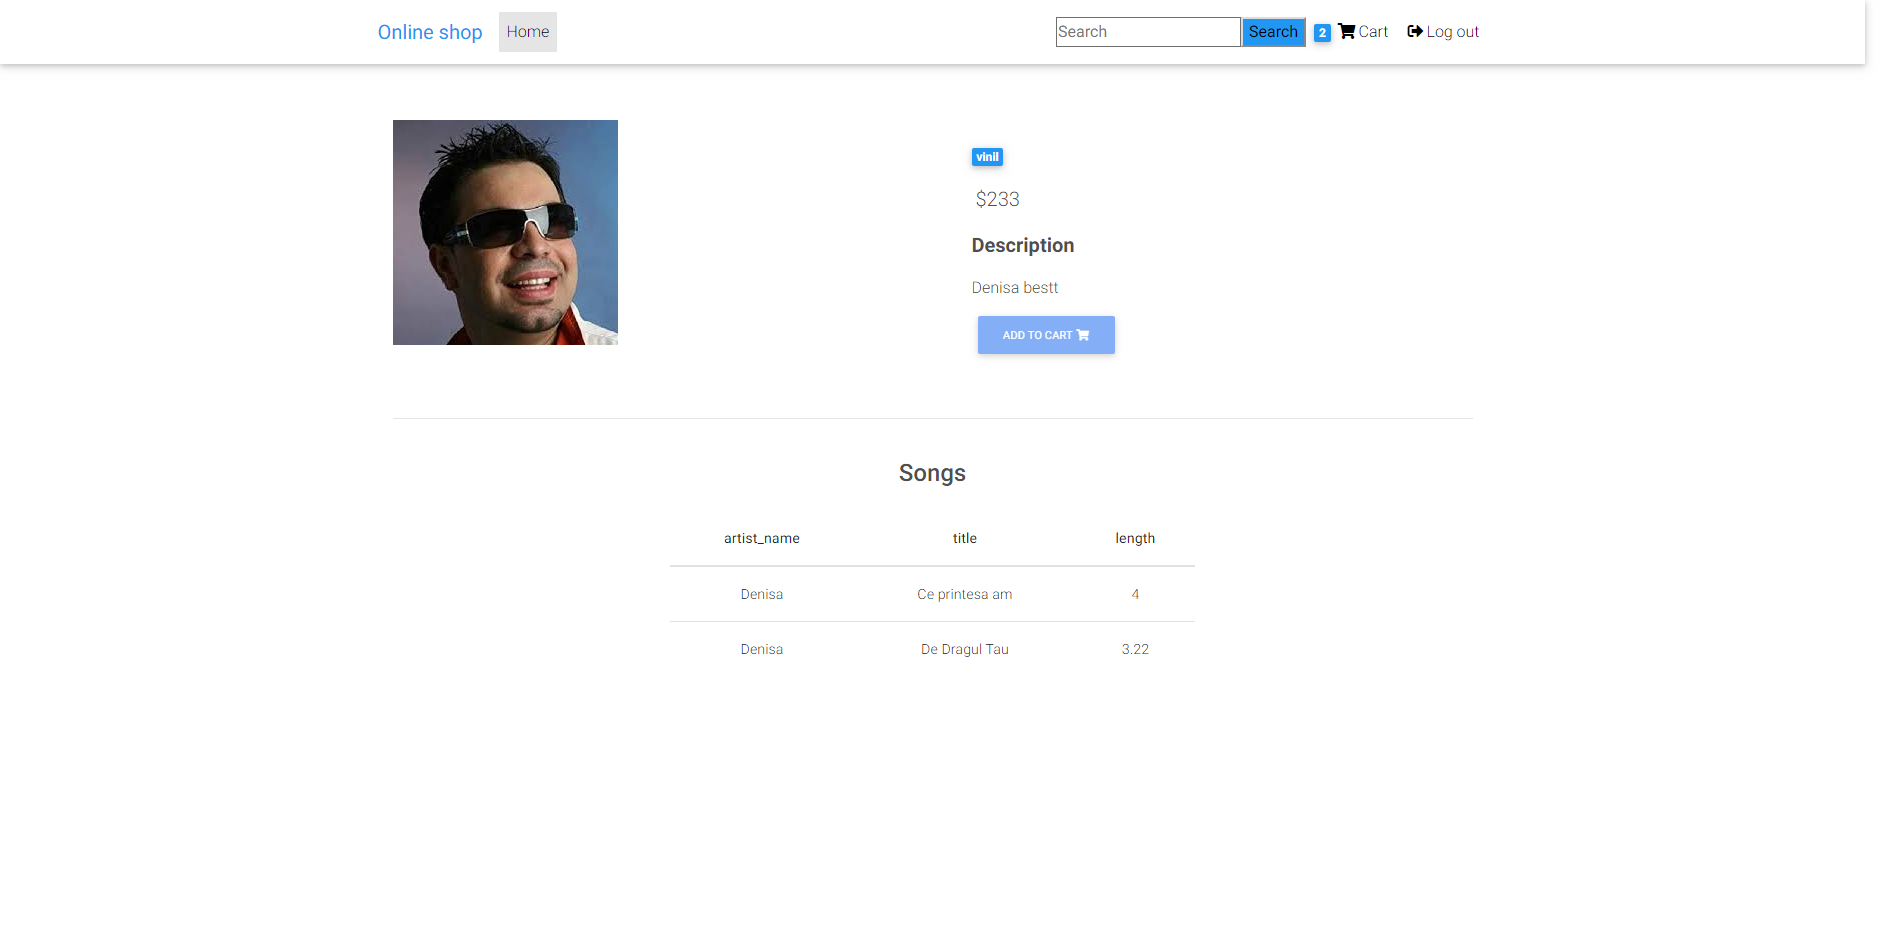 Online shop Home Search Search 2 Cart Log out
vinil
$233
Description
Denisa bestt
ADD TO CART
Songs
artist_name title length
Denisa Ce printesa am 4
Denisa De Dragul Tau 3.22